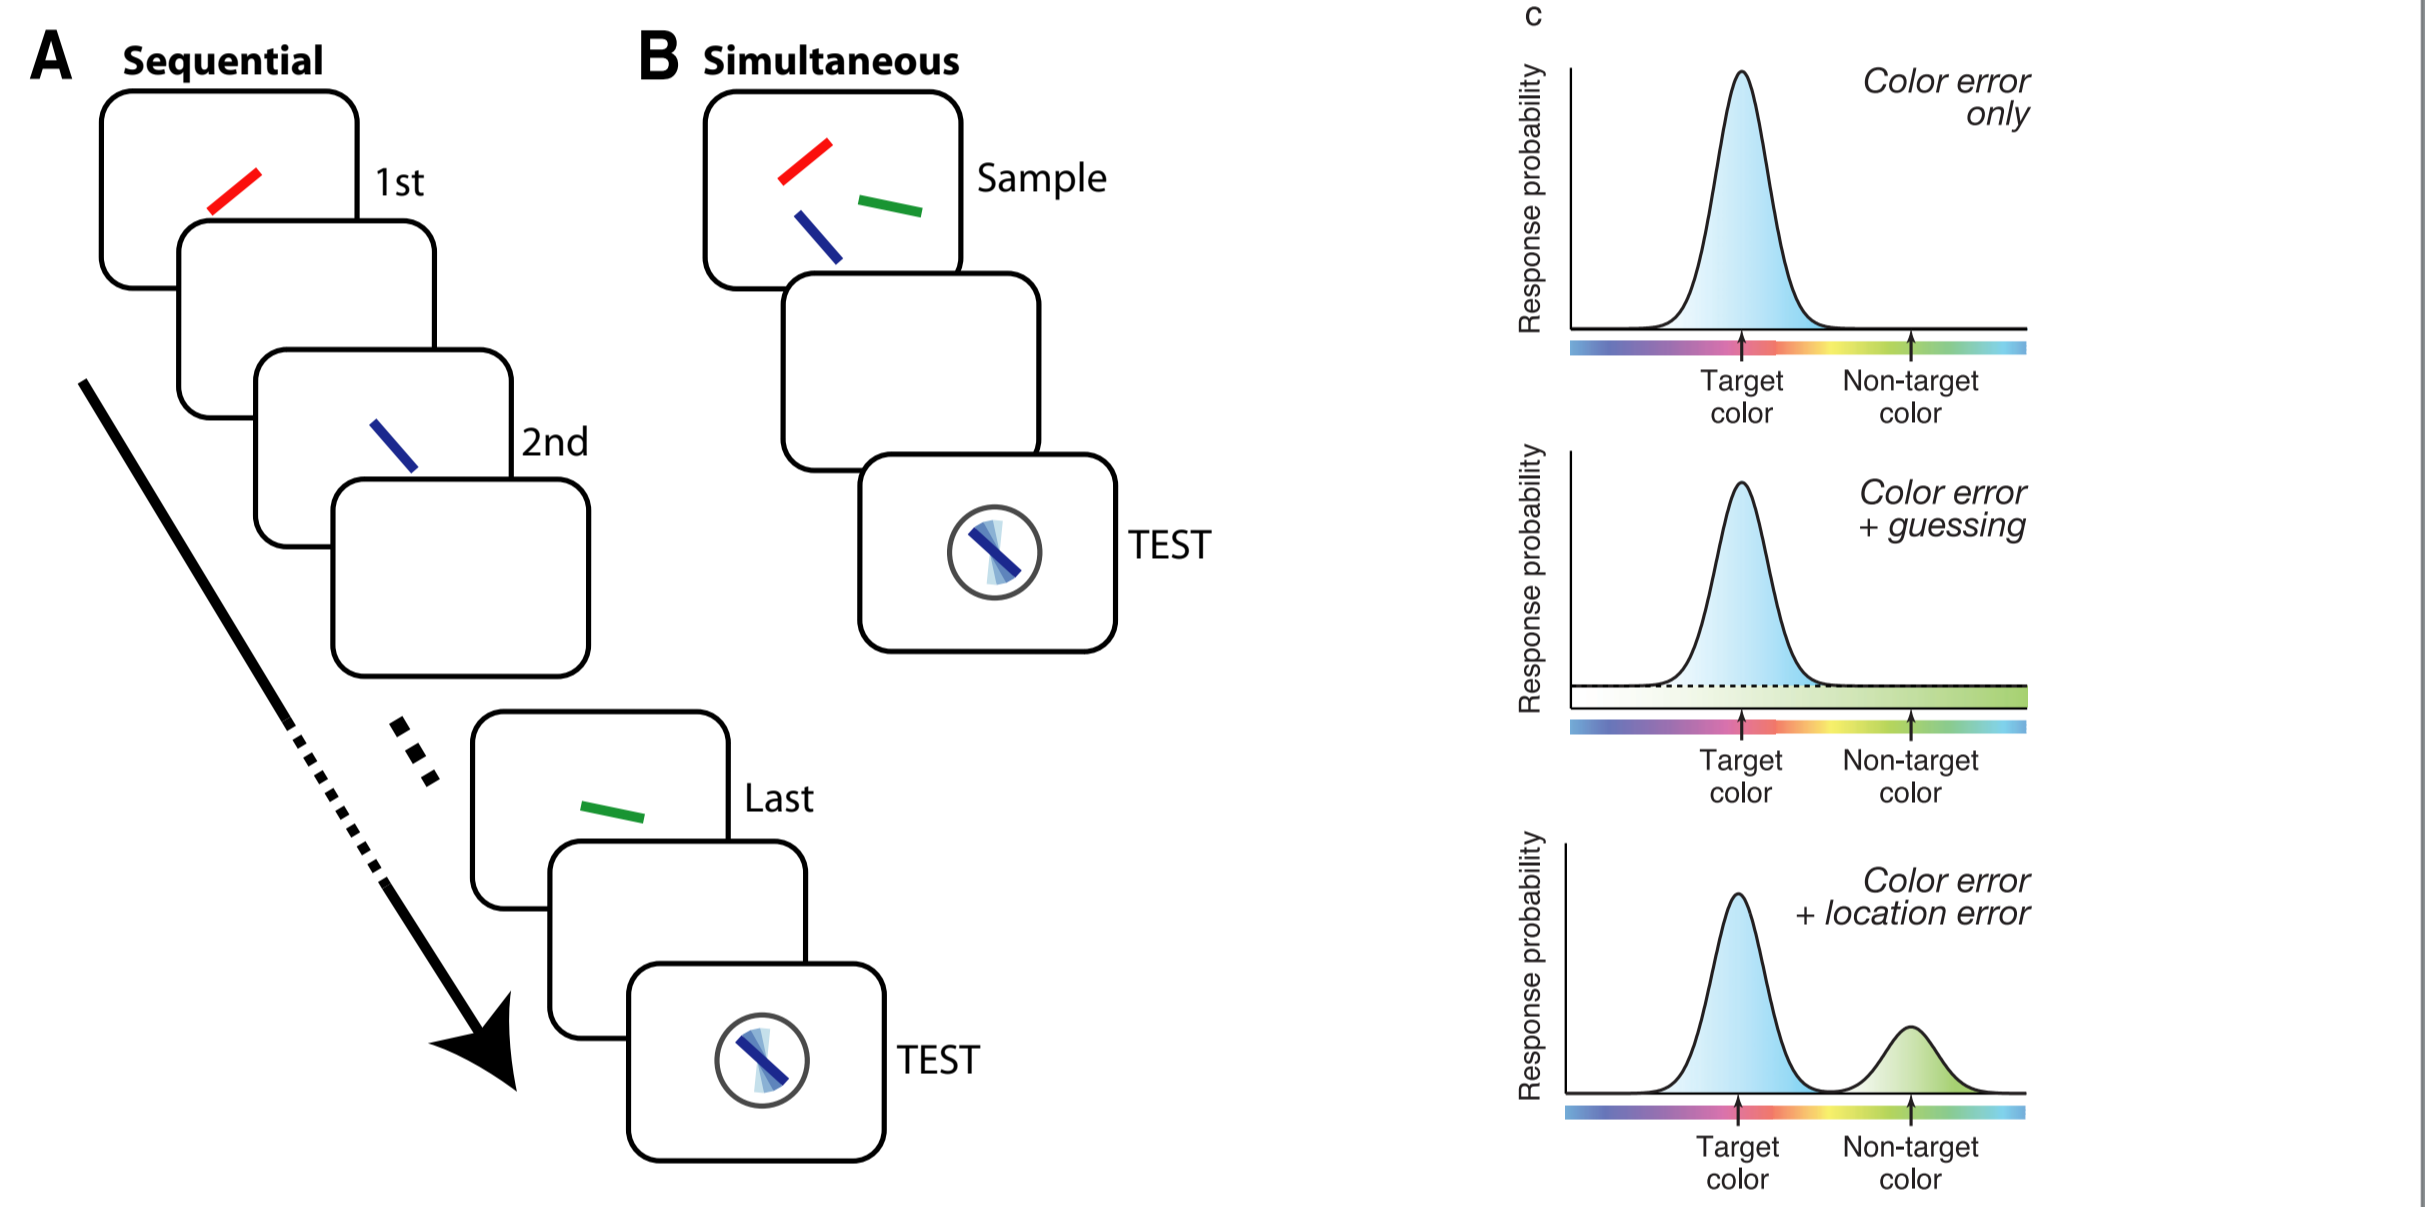 A
Sequential
1st
2nd
Last
TEST
B
Simultaneous
Sample
TEST
c
Response probability
Color error
only
Target
color
Non-target
color
Response probability
Color error
+ guessing
Target
color
Non-target
color
Response probability
Color error
+ location error
Target
color
Non-target
color